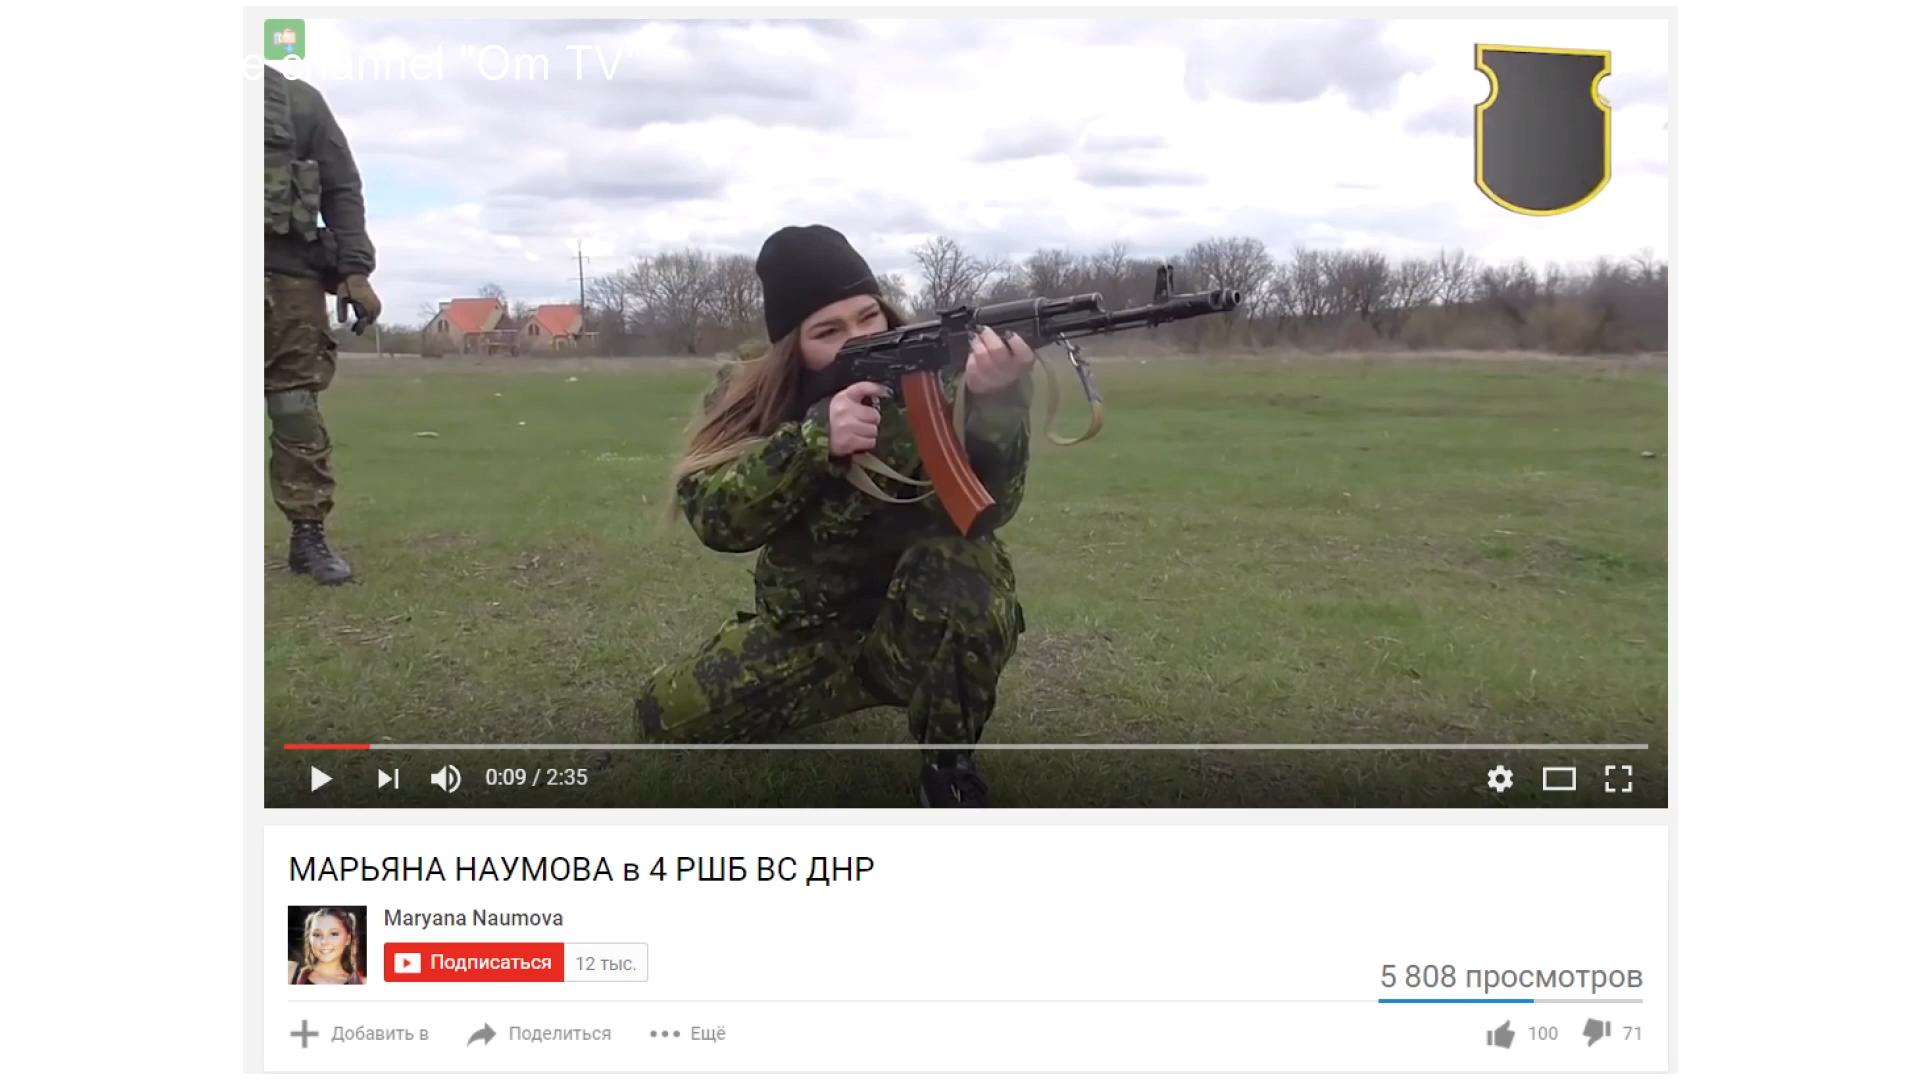 e channel "Om TV"
0:09 / 2:35
МАРЬЯНА НАУМОВА в 4 РШБ ВС ДНР
Maryana Naumova
Подписаться 12 тыс.
5 808 просмотров
Добавить в Поделиться Ещё 100 71